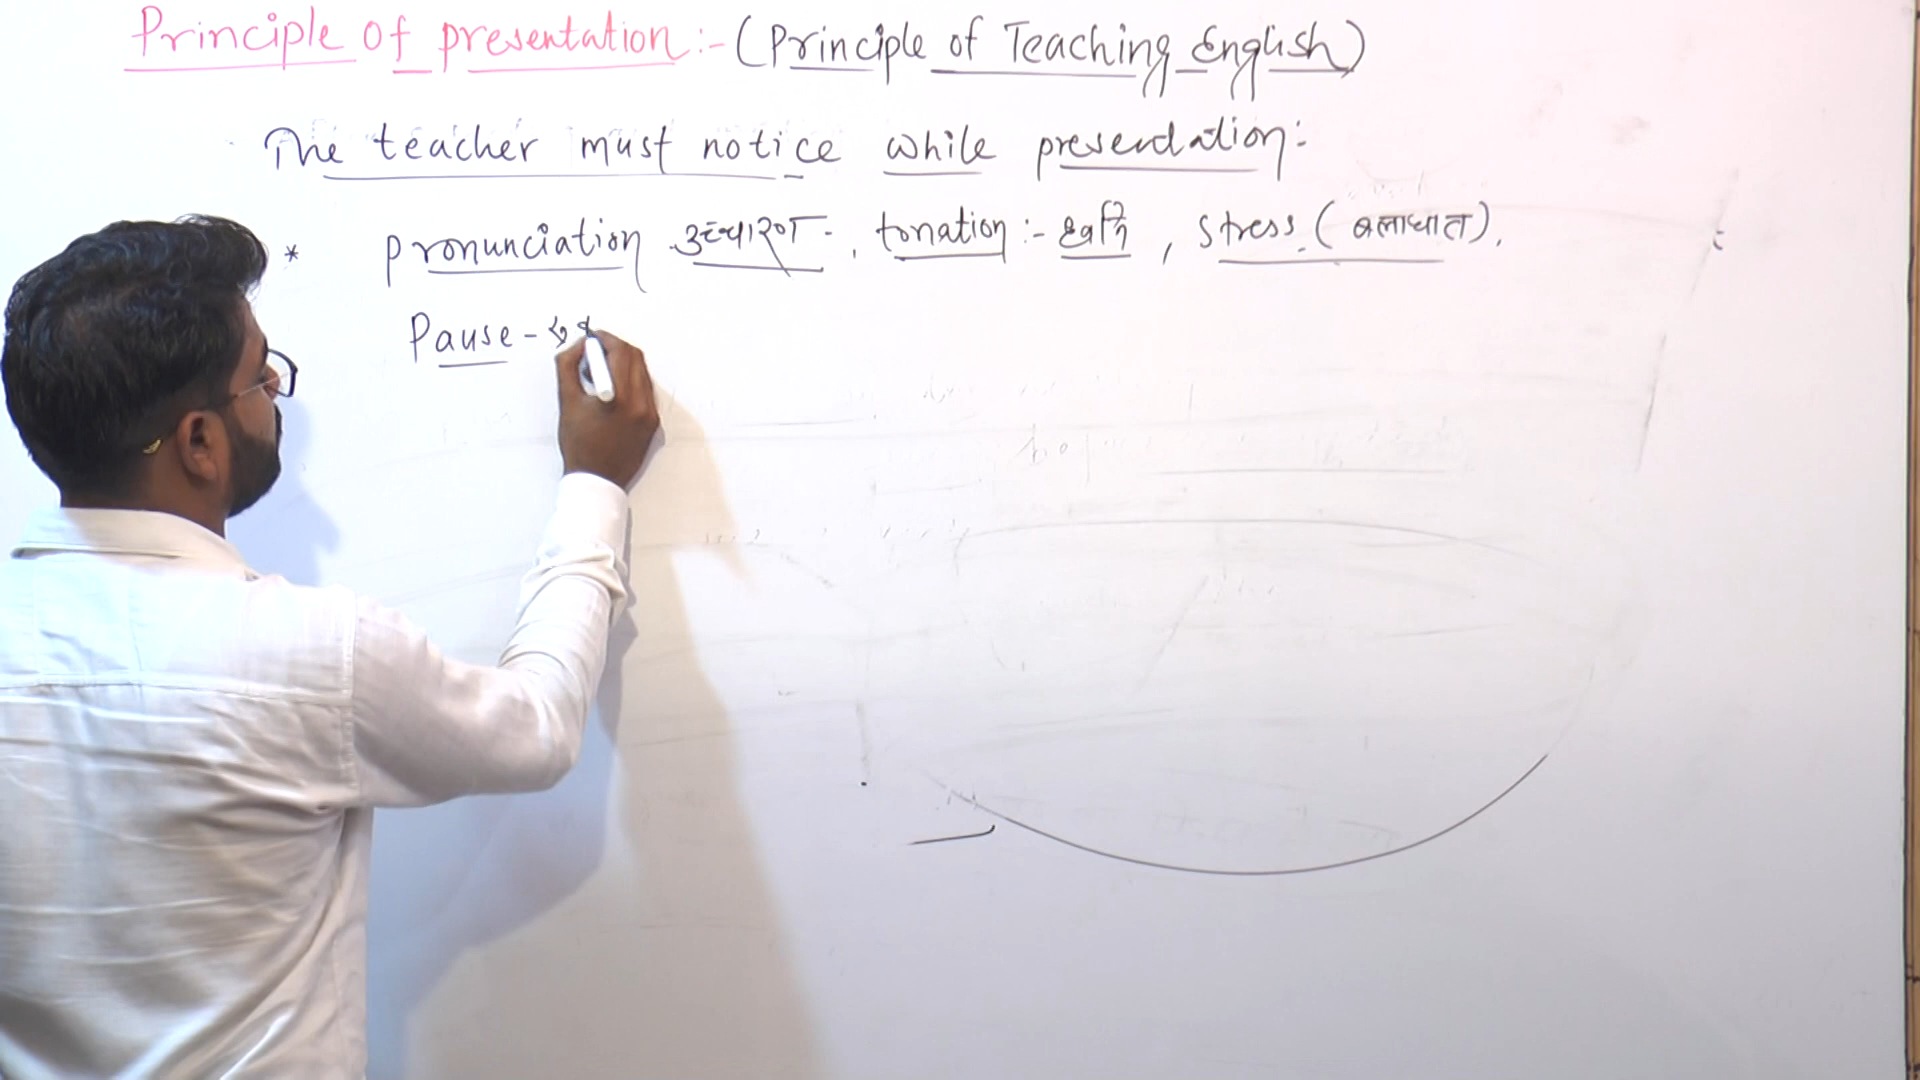 Principle of presentation:- (Principle of Teaching English)
The teacher must notice while presentation:
* pronunciation उच्चारण , tonation :- ध्वनि , stress (बलाघात).
Pause -